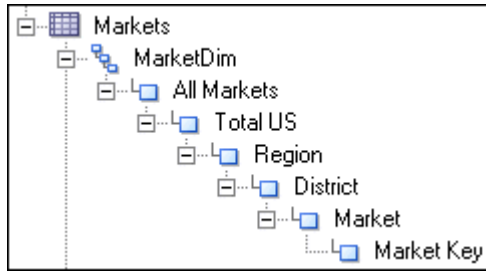 Markets
MarketDim
All Markets
Total US
Region
District
Market
Market Key